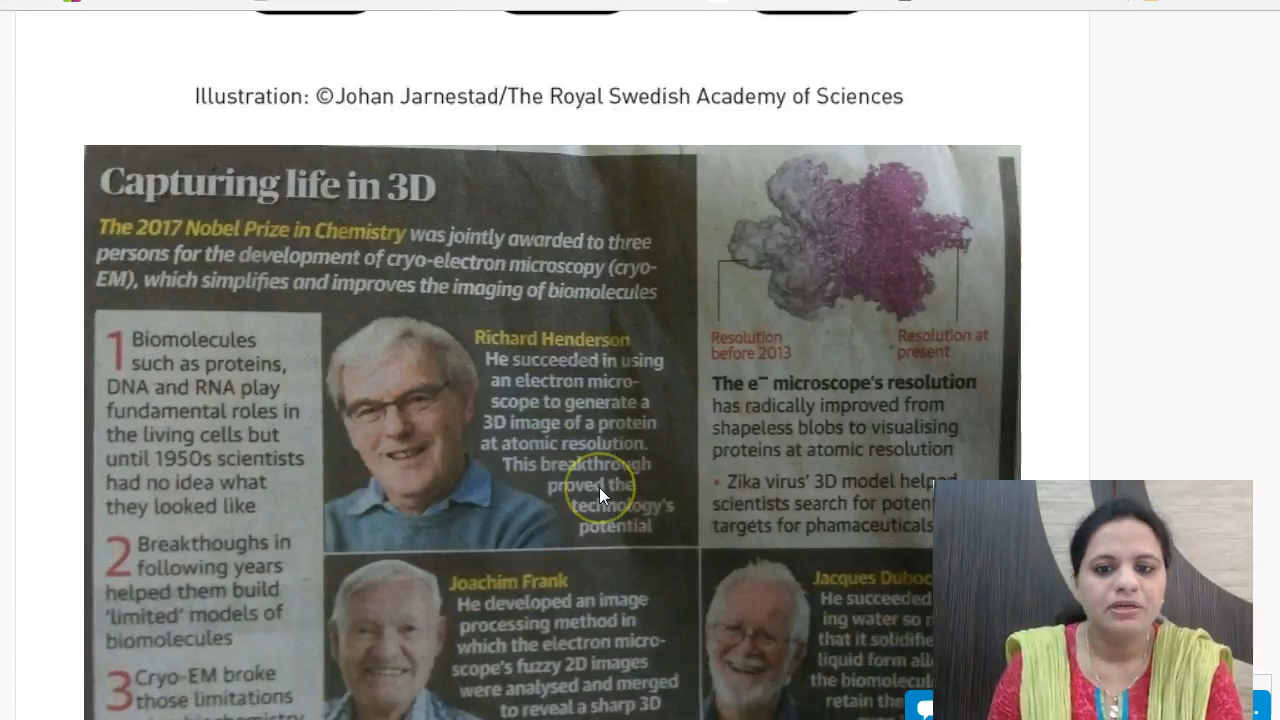 Illustration: ©Johan Jarnestad/The Royal Swedish Academy of Sciences
Capturing life in 3D
The 2017 Nobel Prize in Chemistry was jointly awarded to three
persons for the development of cryo-electron microscopy (cryo-
EM), which simplifies and improves the imaging of biomolecules
1 Biomolecules
such as proteins,
DNA and RNA play
fundamental roles in
the living cells but
until 1950s scientists
had no idea what
they looked like
2 Breakthoughs in
following years
helped them build
'limited' models of
biomolecules
3 Cryo-EM broke
those limitations
biochemistry
Richard Henderson
He succeeded in using
an electron micro-
scope to generate a
3D image of a protein
at atomic resolution.
This breakthrough
proved the
technology's
potential
Joachim Frank
He developed an image
processing method in
which the electron micro-
scope's fuzzy 2D images
were analysed and merged
to reveal a sharp 3D
Resolution
before 2013
Resolution at
present
The e⁻ microscope's resolution
has radically improved from
shapeless blobs to visualising
proteins at atomic resolution
• Zika virus' 3D model helped
scientists search for poten
targets for phamaceuticals
Jacques Duboc
He succeeded
ing water so r
that it solidifie
liquid form all
the biomolecul
retain the